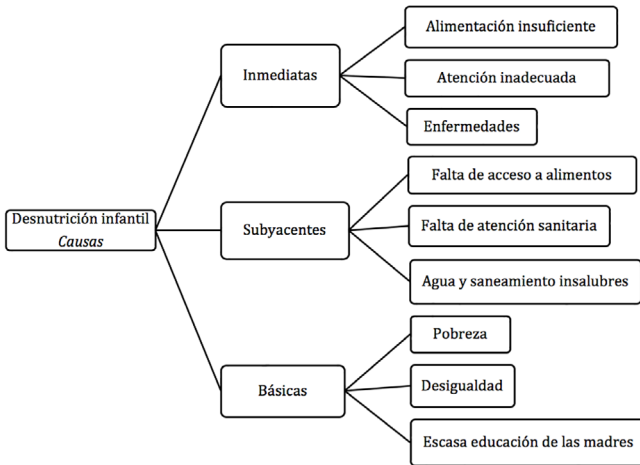 Desnutrición infantil
Causas
Inmediatas
Alimentación insuficiente
Atención inadecuada
Enfermedades
Subyacentes
Falta de acceso a alimentos
Falta de atención sanitaria
Agua y saneamiento insalubres
Básicas
Pobreza
Desigualdad
Escasa educación de las madres